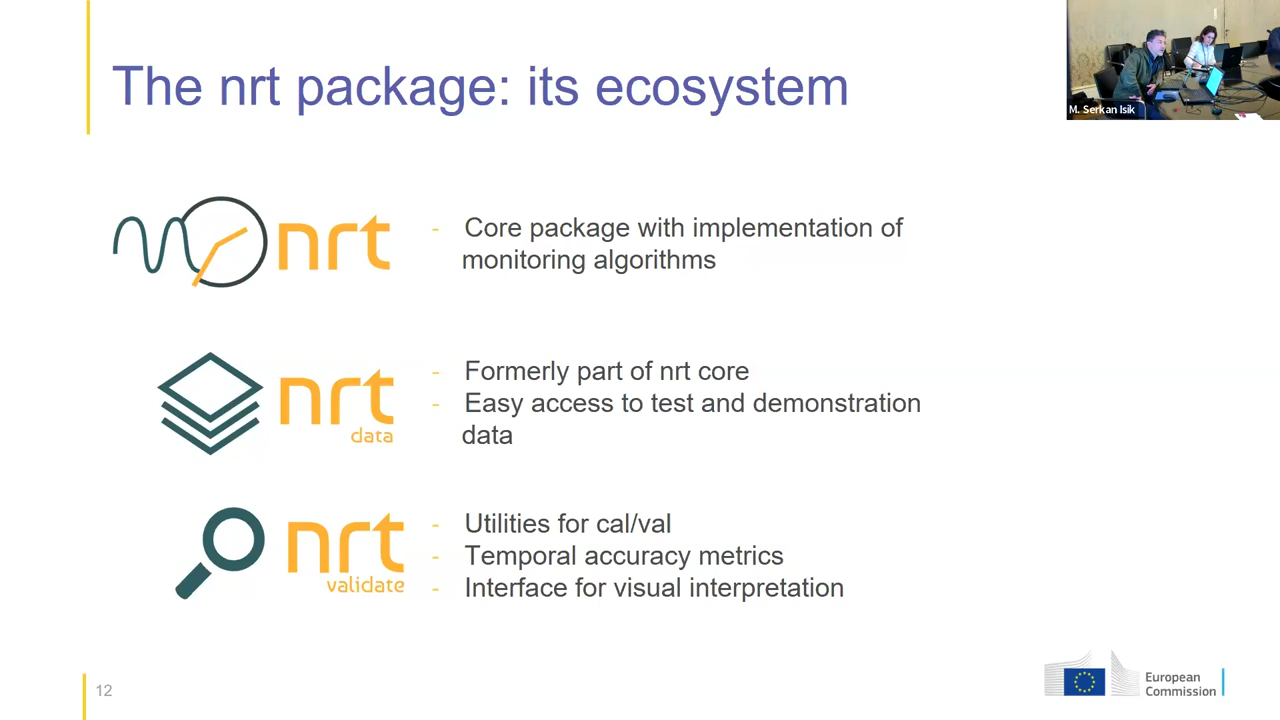 The nrt package: its ecosystem
M. Serkan Isik
nrt
- Core package with implementation of
monitoring algorithms
nrt
data
- Formerly part of nrt core
- Easy access to test and demonstration
data
nrt
validate
- Utilities for cal/val
- Temporal accuracy metrics
- Interface for visual interpretation
12
European
Commission